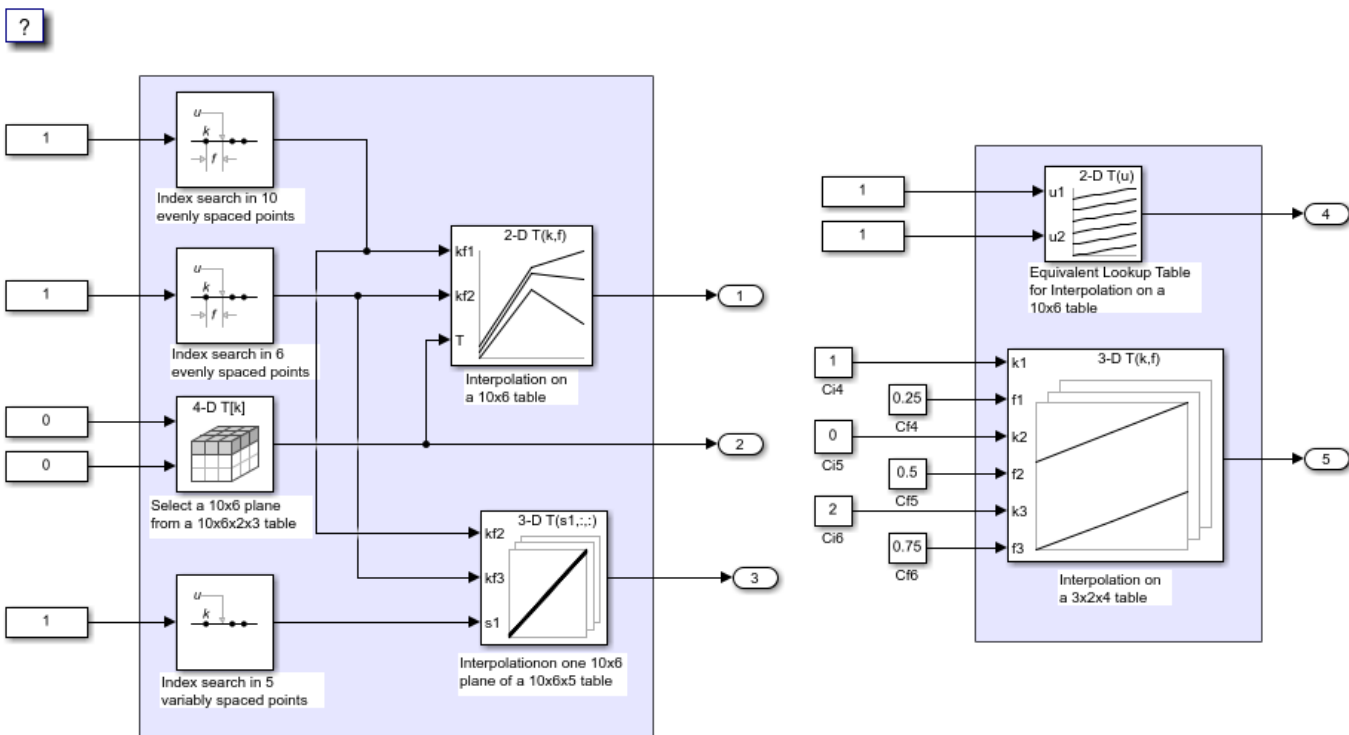 ?
1
u
k
f
Index search in 10
evenly spaced points
1
u
k
f
Index search in 6
evenly spaced points
0
0
4-D T[k]
Select a 10x6 plane
from a 10x6x2x3 table
1
u
k
Index search in 5
variably spaced points
2-D T(k,f)
kf1
kf2
T
Interpolation on
a 10x6 table
1
2
3-D T(s1,:,:)
kf2
kf3
s1
Interpolationon one 10x6
plane of a 10x6x5 table
3
1
1
2-D T(u)
u1
u2
Equivalent Lookup Table
for Interpolation on a
10x6 table
4
1
Ci4
0.25
Cf4
0
Ci5
0.5
Cf5
2
Ci6
0.75
Cf6
3-D T(k,f)
k1
f1
k2
f2
k3
f3
Interpolation on
a 3x2x4 table
5